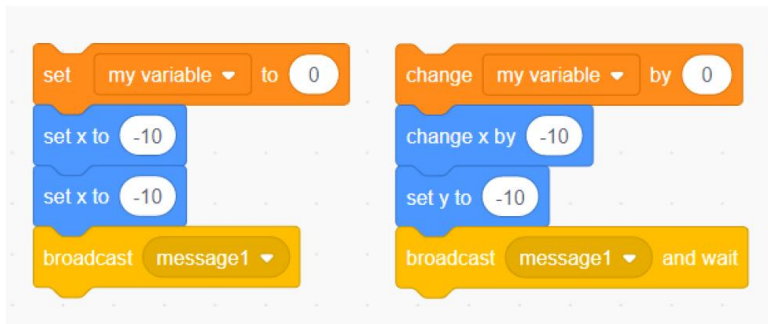 set my variable to 0
set x to -10
set x to -10
broadcast message1
change my variable by 0
change x by -10
set y to -10
broadcast message1 and wait